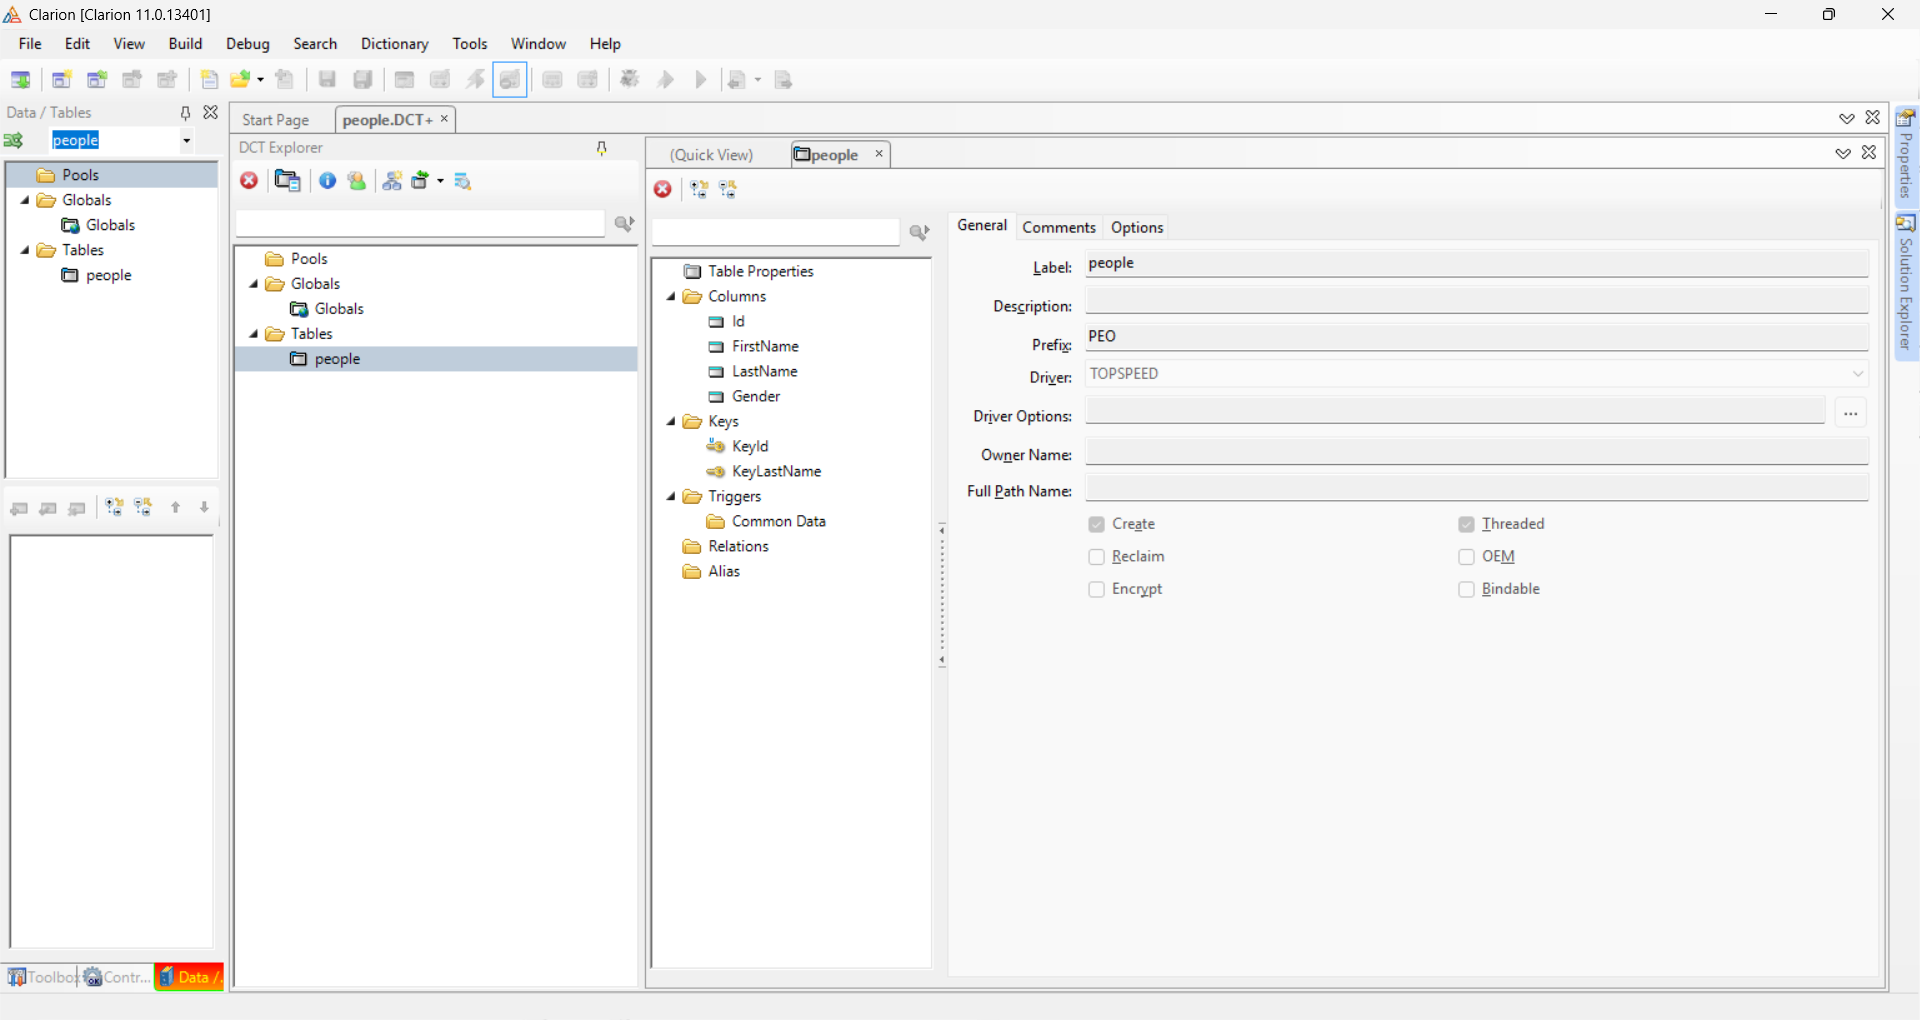 Clarion [Clarion 11.0.13401]
File Edit View Build Debug Search Dictionary Tools Window Help
Data / Tables
people
Pools
Globals
Globals
Tables
people
Toolbox Contr... Data /
Start Page people.DCT+
DCT Explorer
Pools
Globals
Globals
Tables
people
(Quick View) people
Table Properties
Columns
Id
FirstName
LastName
Gender
Keys
KeyId
KeyLastName
Triggers
Common Data
Relations
Alias
General Comments Options
Label: people
Description:
Prefix: PEO
Driver: TOPSPEED
Driver Options: ...
Owner Name:
Full Path Name:
Create Threaded
Reclaim OEM
Encrypt Bindable
Properties
Solution Explorer